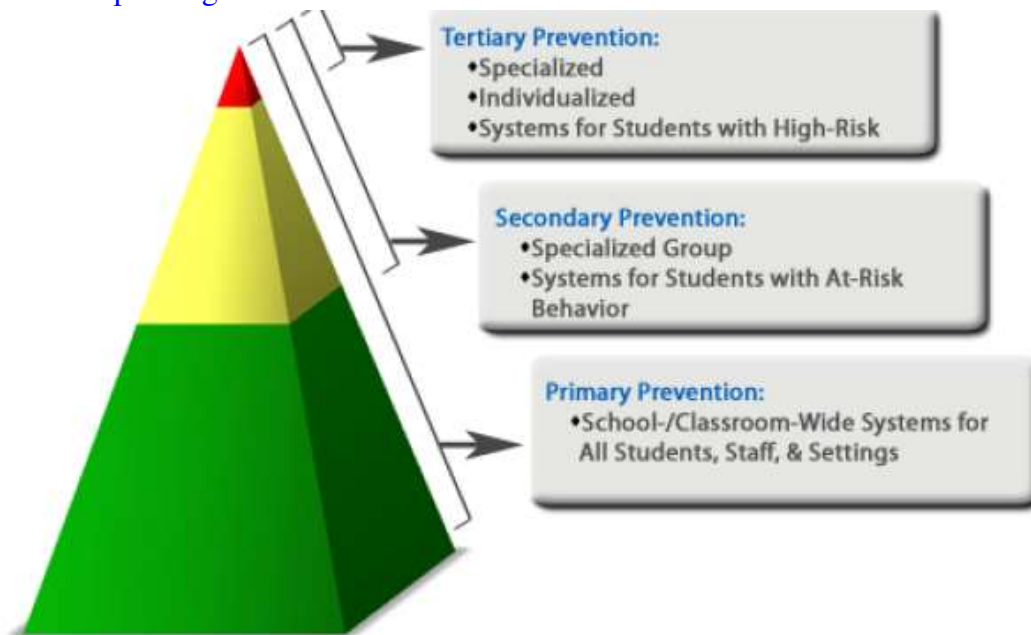 Tertiary Prevention:
♦Specialized
♦Individualized
♦Systems for Students with High-Risk
Secondary Prevention:
♦Specialized Group
♦Systems for Students with At-Risk
Behavior
Primary Prevention:
♦School-/Classroom-Wide Systems for
All Students, Staff, & Settings